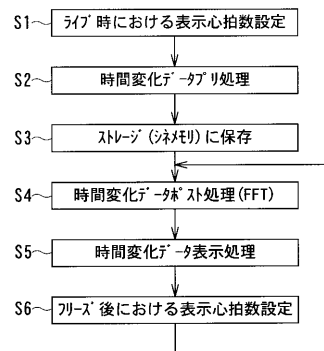 S1 ﾗｲﾌﾞ時における表示心拍数設定
S2 時間変化ﾃﾞｰﾀﾌﾟﾘ処理
S3 ｽﾄﾚｰｼﾞ(ｼﾈﾒﾓﾘ)に保存
S4 時間変化ﾃﾞｰﾀﾎﾟｽﾄ処理(FFT)
S5 時間変化ﾃﾞｰﾀ表示処理
S6 ﾌﾘｰｽﾞ後における表示心拍数設定